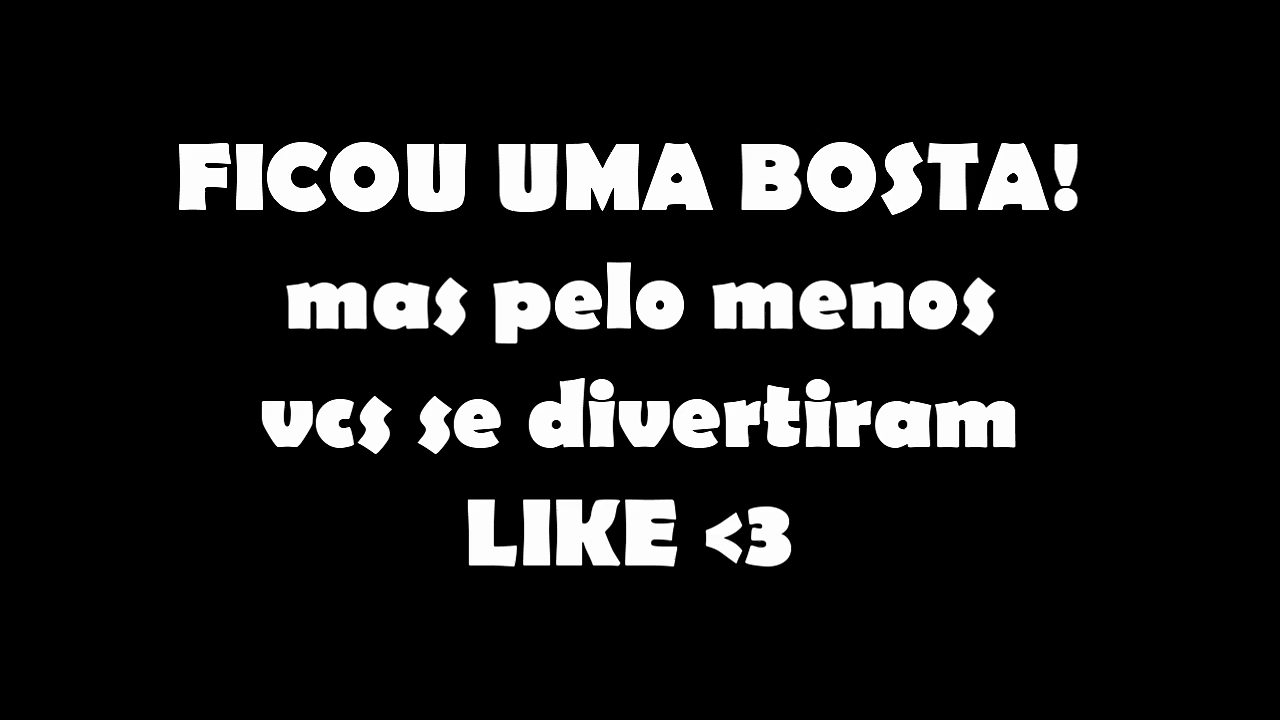 FICOU UMA BOSTA!
mas pelo menos
vcs se divertiram
LIKE <3